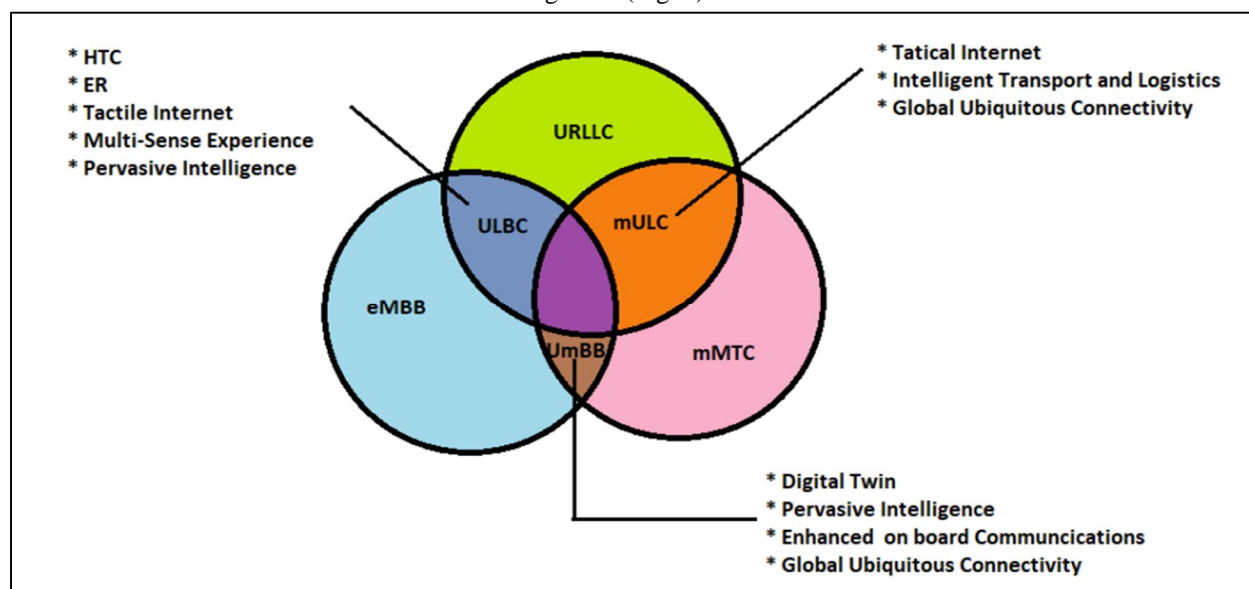 * HTC
* ER
* Tactile Internet
* Multi-Sense Experience
* Pervasive Intelligence
* Tatical Internet
* Intelligent Transport and Logistics
* Global Ubiquitous Connectivity
URLLC
ULBC
mULC
eMBB
UmBB
mMTC
* Digital Twin
* Pervasive Intelligence
* Enhanced on board Communcications
* Global Ubiquitous Connectivity